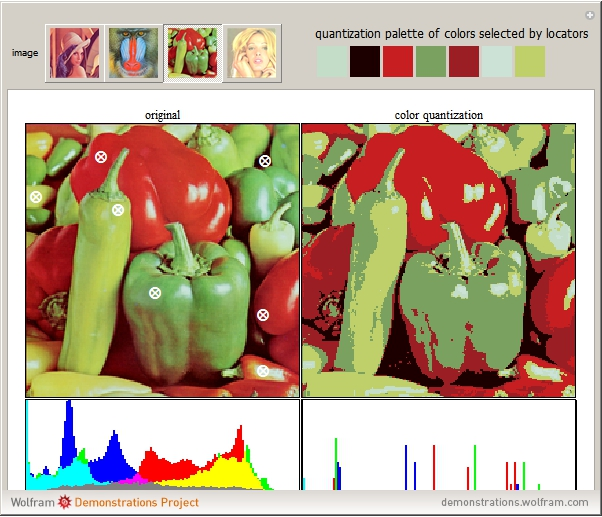 quantization palette of colors selected by locators
image
original
color quantization
Wolfram Demonstrations Project
demonstrations.wolfram.com